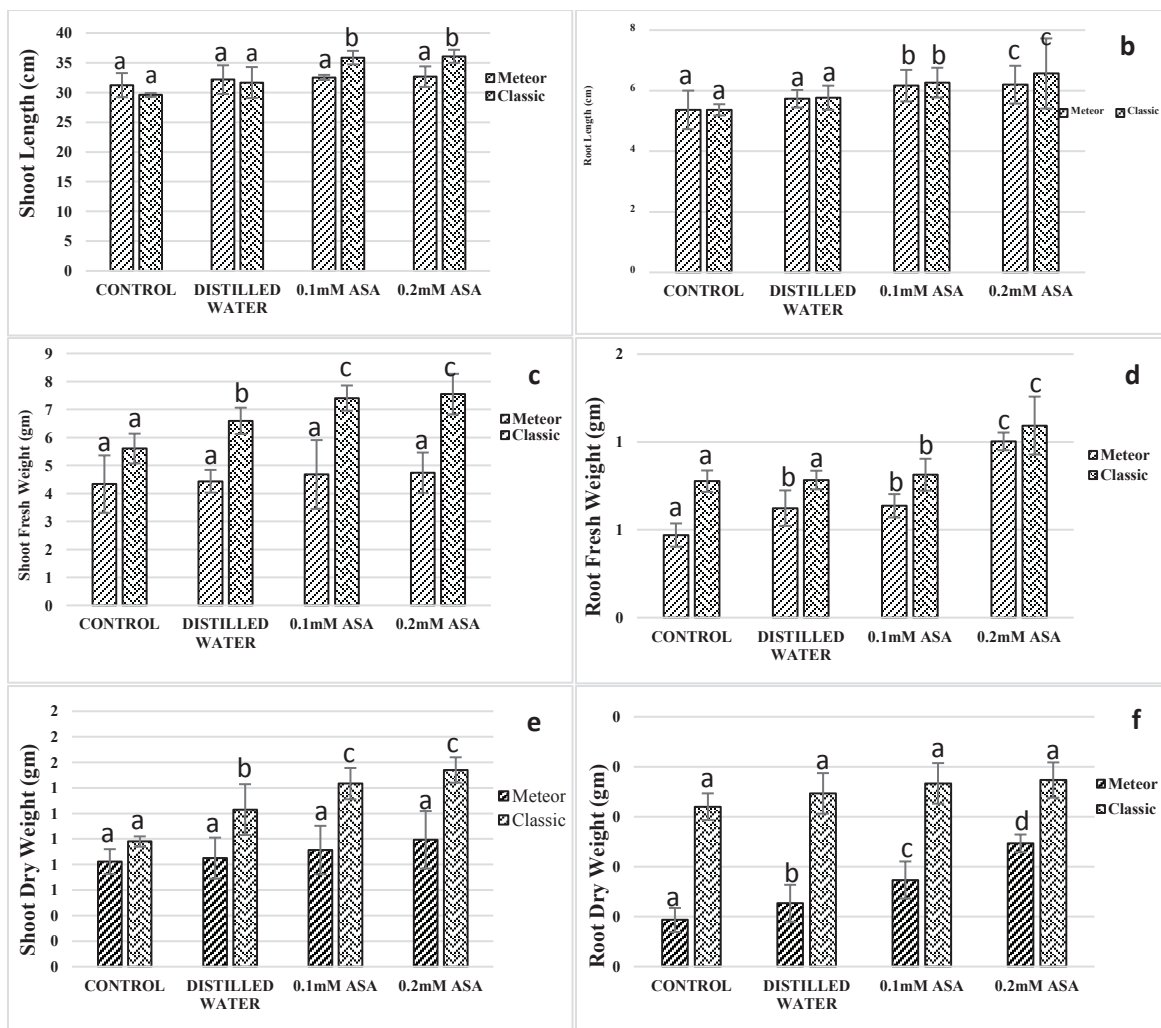 40
35
30
25
20
15
10
5
0
Shoot Length (cm)
a a a a a b a b
CONTROL DISTILLED WATER 0.1mM ASA 0.2mM ASA
Meteor
Classic
b
8
6
4
2
0
Root Length (cm)
a a a a b b c c
CONTROL DISTILLED WATER 0.1mM ASA 0.2mM ASA
Meteor Classic
c
9
8
7
6
5
4
3
2
1
0
Shoot Fresh Weight (gm)
a a a b a c a c
CONTROL DISTILLED WATER 0.1mM ASA 0.2mM ASA
Meteor
Classic
d
2
1
1
0
Root Fresh Weight (gm)
a a b a b b c c
CONTROL DISTILLED WATER 0.1mM ASA 0.2mM ASA
Meteor
Classic
e
2
2
2
1
1
1
1
1
0
0
0
Shoot Dry Weight (gm)
a a a b a c a c
CONTROL DISTILLED WATER 0.1mM ASA 0.2mM ASA
Meteor
Classic
f
0
0
0
0
0
0
Root Dry Weight (gm)
a a b a c a d a
CONTROL DISTILLED WATER 0.1mM ASA 0.2mM ASA
Meteor
Classic